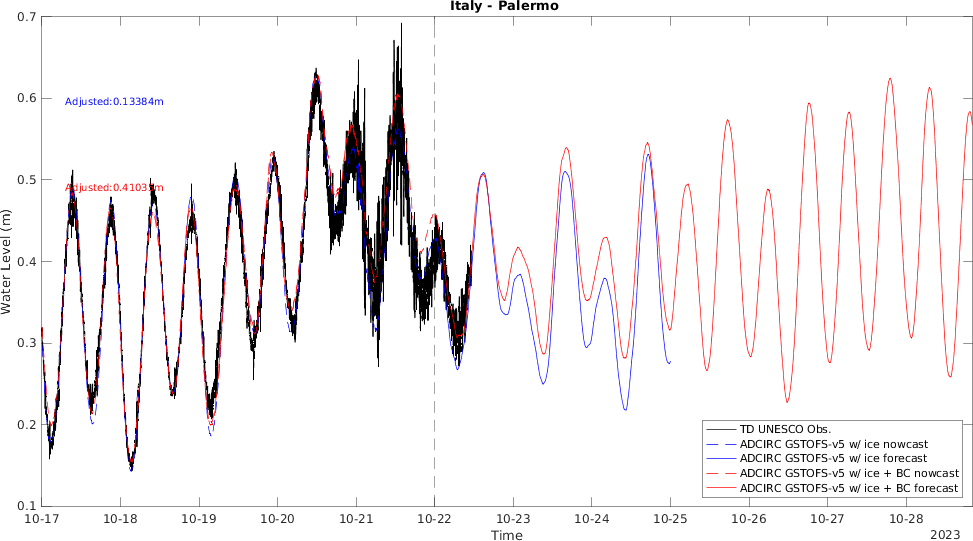 Italy - Palermo
0.7
0.6
0.5
0.4
0.3
0.2
0.1
Water Level (m)
Adjusted:0.13384m
TD UNESCO Obs.
ADCIRC GSTOFS-v5 w/ ice nowcast
ADCIRC GSTOFS-v5 w/ ice forecast
ADCIRC GSTOFS-v5 w/ ice + BC nowcast
ADCIRC GSTOFS-v5 w/ ice + BC forecast
10-17 10-18 10-19 10-20 10-21 10-22 10-23 10-24 10-25 10-26 10-27 10-28
Time
2023